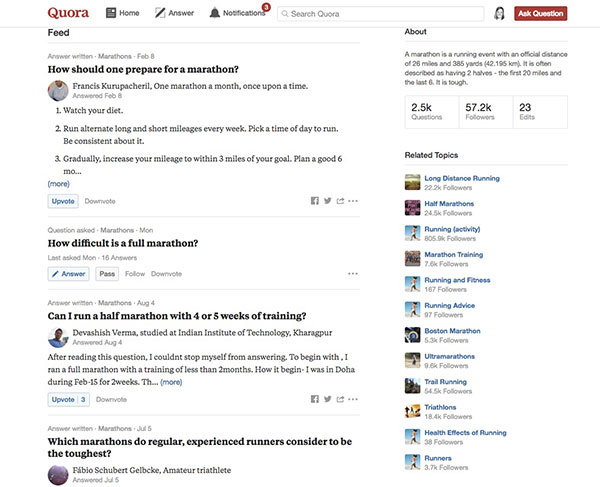 Quora Home Answer Notifications 3 Search Quora Ask Question
Feed
Answer written · Marathons · Feb 8
How should one prepare for a marathon?
Francis Kurupacheril, One marathon a month, once upon a time.
Answered Feb 8
1. Watch your diet.
2. Run alternate long and short mileages every week. Pick a time of day to run.
Be consistent about it.
3. Gradually, increase your mileage to within 3 miles of your goal. Plan a good 6
mo...
(more)
Upvote Downvote
Question asked · Marathons · Mon
How difficult is a full marathon?
Last asked Mon · 16 Answers
Answer Pass Follow Downvote
Answer written · Marathons · Aug 4
Can I run a half marathon with 4 or 5 weeks of training?
Devashish Verma, studied at Indian Institute of Technology, Kharagpur
Answered Aug 4
After reading this question, I couldnt stop myself from answering. To begin with , I
ran a full marathon with a training of less than 2months. How it begin- I was in Doha
during Feb-15 for 2weeks. Th... (more)
Upvote 3 Downvote
Answer written · Marathons · Jul 5
Which marathons do regular, experienced runners consider to be
the toughest?
Fábio Schubert Gelbcke, Amateur triathlete
Answered Jul 5
About
A marathon is a running event with an official distance
of 26 miles and 385 yards (42.195 km). It is often
described as having 2 halves - the first 20 miles and
the last 6. It is tough.
2.5k 57.2k 23
Questions Followers Edits
Related Topics
Long Distance Running
22.2k Followers
Half Marathons
24.5k Followers
Running (activity)
805.9k Followers
Marathon Training
7.6k Followers
Running and Fitness
167 Followers
Running Advice
97 Followers
Boston Marathon
5.3k Followers
Ultramarathons
9.6k Followers
Trail Running
54.5k Followers
Triathlons
18.4k Followers
Health Effects of Running
38 Followers
Runners
3.7k Followers